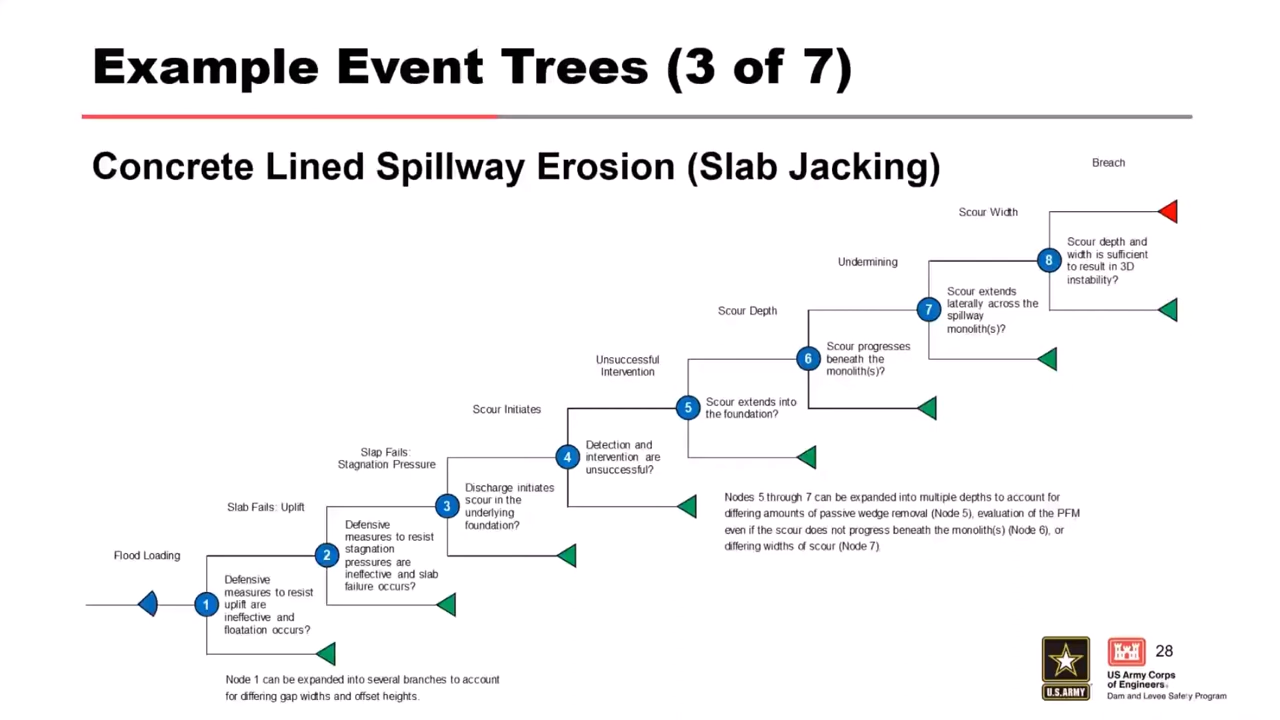 Example Event Trees (3 of 7)
Concrete Lined Spillway Erosion (Slab Jacking)
Breach
Scour Width
8
Scour depth and
width is sufficient
to result in 3D
instability?
Undermining
7
Scour extends
laterally across the
spillway
monolith(s)?
Scour Depth
6
Scour progresses
beneath the
monolith(s)?
Unsuccessful
Intervention
5
Scour extends into
the foundation?
Scour Initiates
4
Detection and
intervention are
unsuccessful?
Slap Fails:
Stagnation Pressure
3
Discharge initiates
scour in the
underlying
foundation?
Slab Fails: Uplift
2
Defensive
measures to resist
stagnation
pressures are
ineffective and slab
failure occurs?
Flood Loading
1
Defensive
measures to resist
uplift are
ineffective and
floatation occurs?
Nodes 5 through 7 can be expanded into multiple depths to account for
differing amounts of passive wedge removal (Node 5), evaluation of the PFM
even if the scour does not progress beneath the monolith(s) (Node 6), or
differing widths of scour (Node 7)
Node 1 can be expanded into several branches to account
for differing gap widths and offset heights.
U.S.ARMY
28
US Army Corps
of Engineers®
Dam and Levee Safety Program